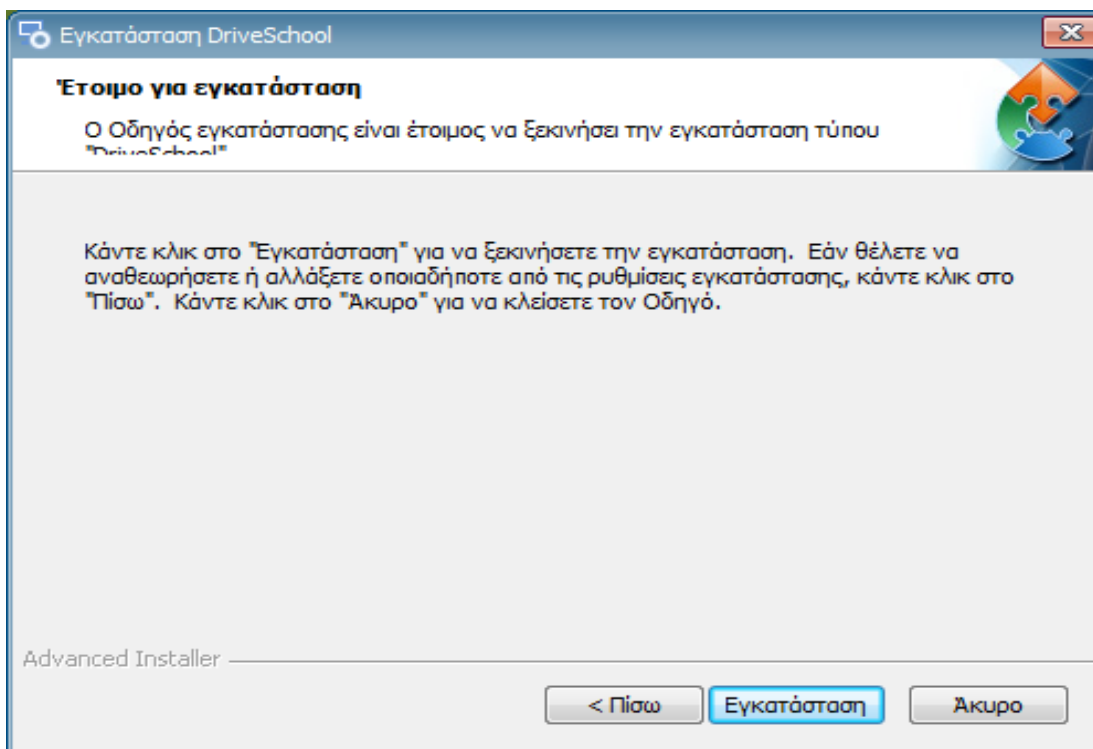 Εγκατάσταση DriveSchool
Έτοιμο για εγκατάσταση
Ο Οδηγός εγκατάστασης είναι έτοιμος να ξεκινήσει την εγκατάσταση τύπου
"DriveSchool"
Κάντε κλικ στο "Εγκατάσταση" για να ξεκινήσετε την εγκατάσταση. Εάν θέλετε να
αναθεωρήσετε ή αλλάξετε οποιαδήποτε από τις ρυθμίσεις εγκατάστασης, κάντε κλικ στο
"Πίσω". Κάντε κλικ στο "Άκυρο" για να κλείσετε τον Οδηγό.
Advanced Installer
< Πίσω Εγκατάσταση Άκυρο